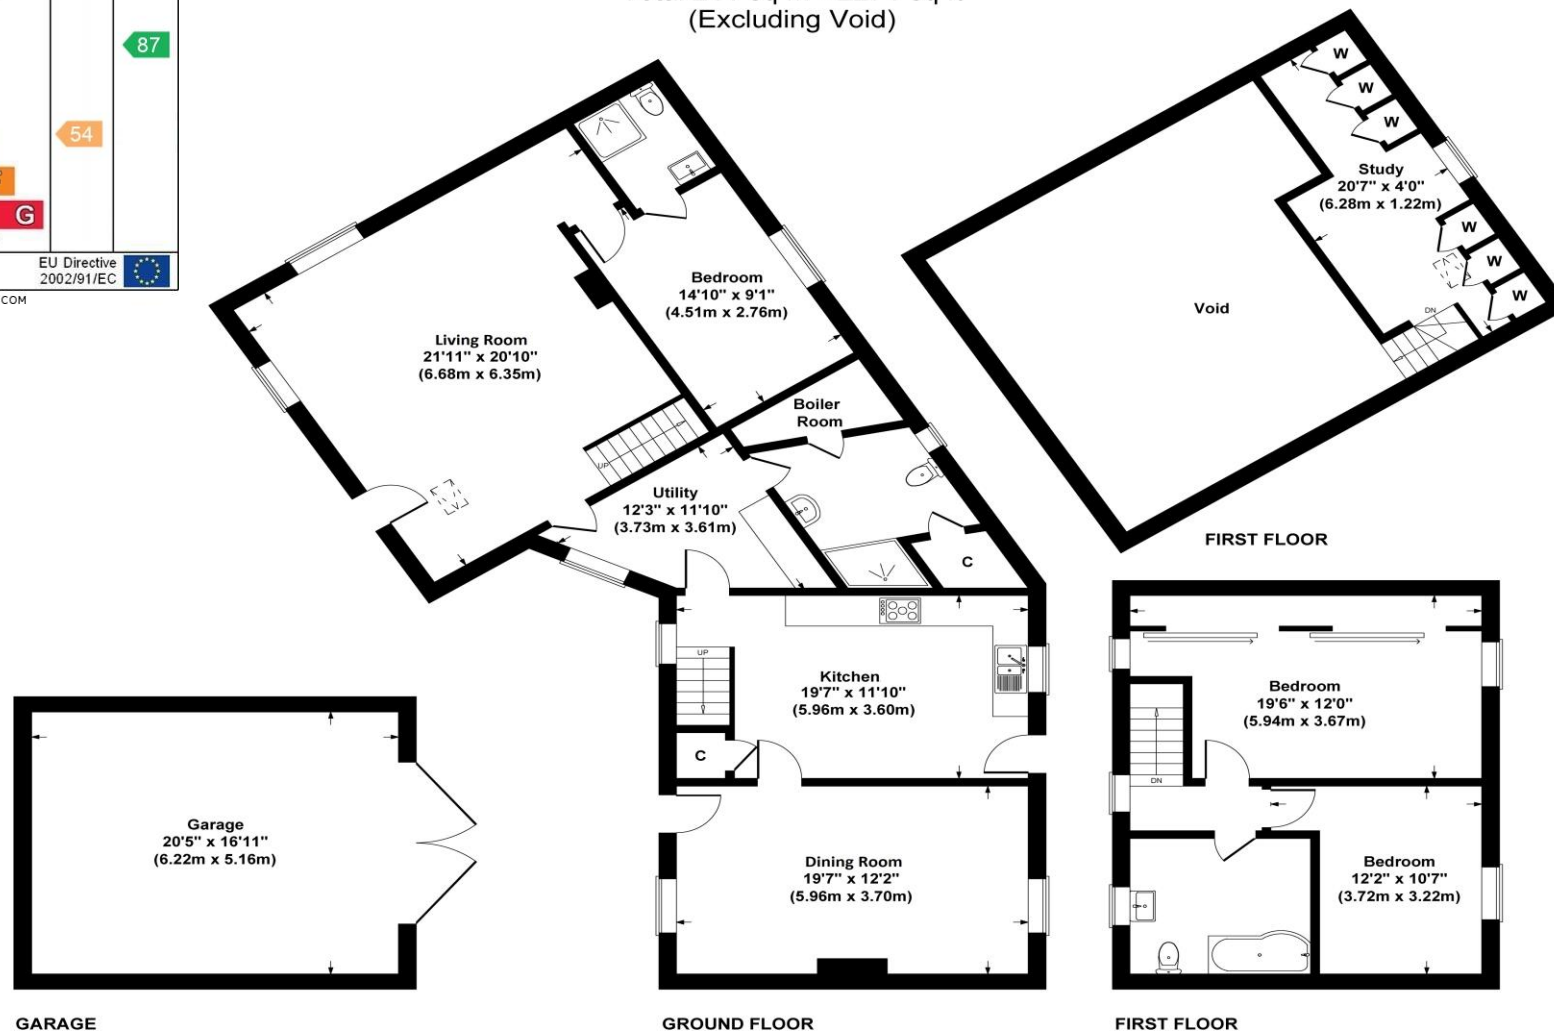 (Excluding Void)
87
54
G
EU Directive
2002/91/EC
COM
Living Room
21'11" x 20'10"
(6.68m x 6.35m)
UP
Bedroom
14'10" x 9'1"
(4.51m x 2.76m)
Boiler
Room
Utility
12'3" x 11'10"
(3.73m x 3.61m)
C
UP
Kitchen
19'7" x 11'10"
(5.96m x 3.60m)
C
Dining Room
19'7" x 12'2"
(5.96m x 3.70m)
GROUND FLOOR
W
W
W
Study
20'7" x 4'0"
(6.28m x 1.22m)
W
W
W
DN
Void
FIRST FLOOR
Garage
20'5" x 16'11"
(6.22m x 5.16m)
GARAGE
Bedroom
19'6" x 12'0"
(5.94m x 3.67m)
DN
Bedroom
12'2" x 10'7"
(3.72m x 3.22m)
FIRST FLOOR